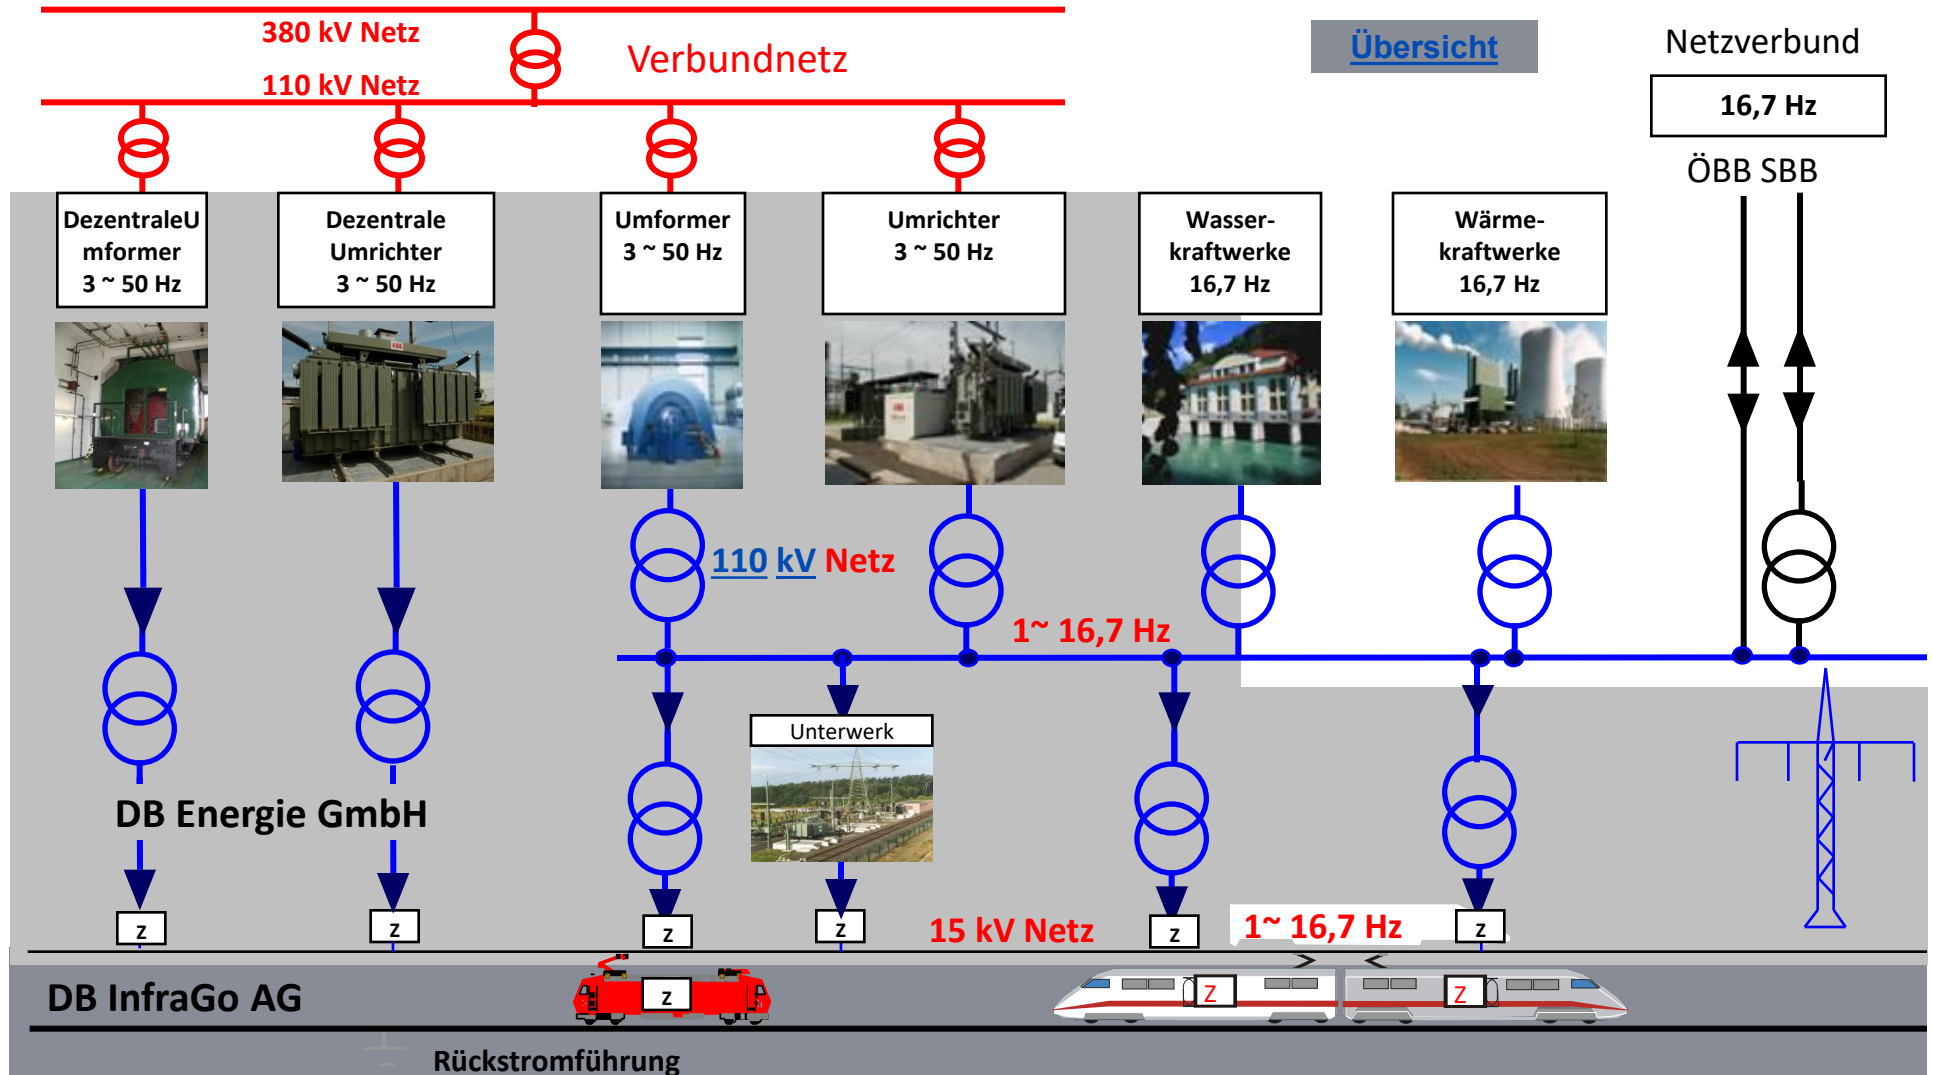 380 kV Netz
Verbundnetz
110 kV Netz
Übersicht
Netzverbund
16,7 Hz
ÖBB SBB
DezentraleU
mformer
3 ~ 50 Hz
Dezentrale
Umrichter
3 ~ 50 Hz
Umformer
3 ~ 50 Hz
Umrichter
3 ~ 50 Hz
Wasser-
kraftwerke
16,7 Hz
Wärme-
kraftwerke
16,7 Hz
ABB
ABB
110 kV Netz
1~ 16,7 Hz
Unterwerk
DB Energie GmbH
z
z
z
z
15 kV Netz
z
1~ 16,7 Hz
z
DB InfraGo AG
z
Z
Z
Rückstromführung